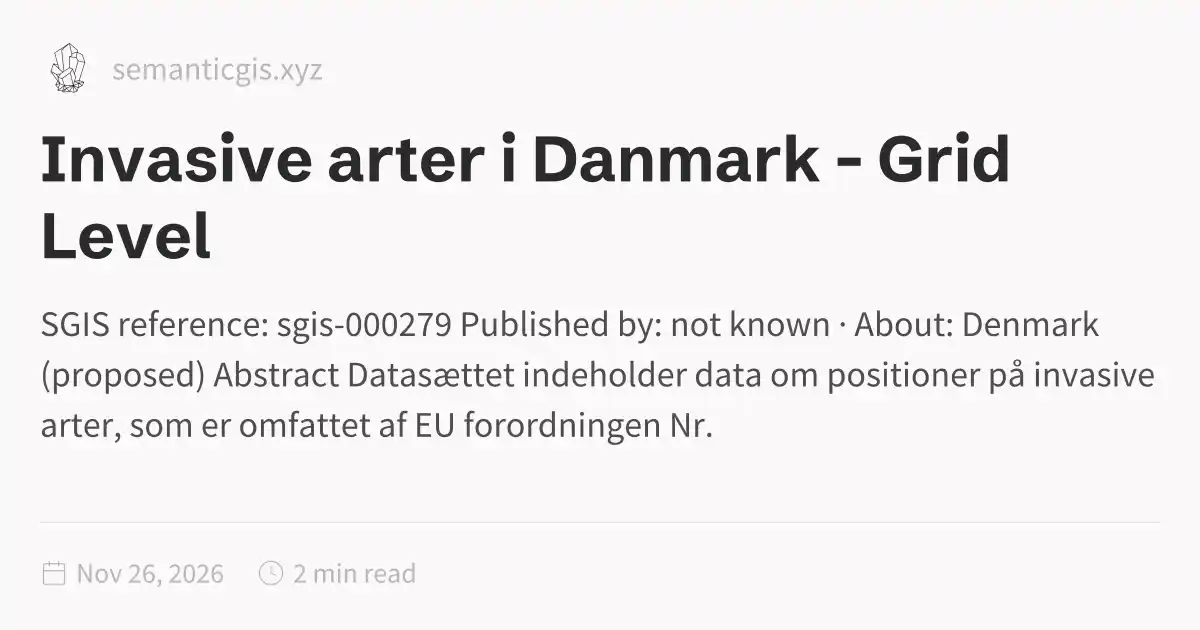 semanticgis.xyz
Invasive arter i Danmark - Grid
Level
SGIS reference: sgis-000279 Published by: not known · About: Denmark
(proposed) Abstract Datasættet indeholder data om positioner på invasive
arter, som er omfattet af EU forordningen Nr.
Nov 26, 2026 2 min read